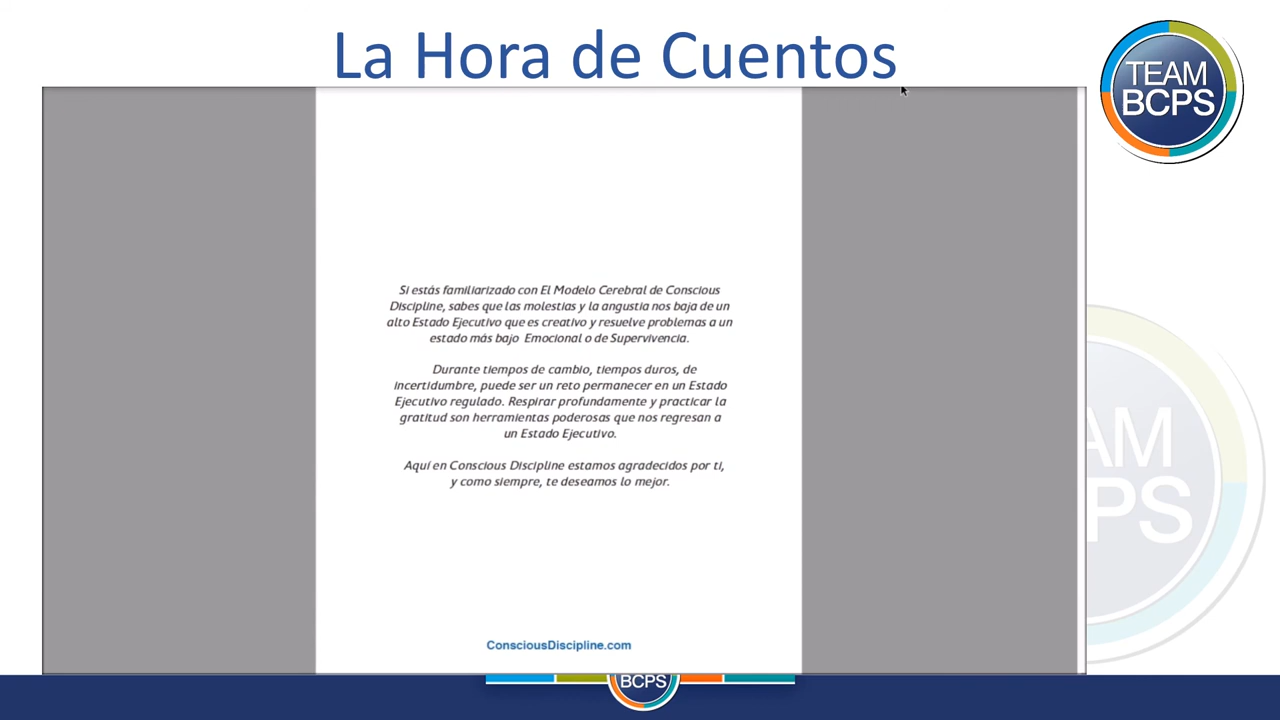 La Hora de Cuentos
TEAM
BCPS
Si estás familiarizado con El Modelo Cerebral de Conscious
Discipline, sabes que las molestias y la angustia nos baja de un
alto Estado Ejecutivo que es creativo y resuelve problemas a un
estado más bajo Emocional o de Supervivencia.
Durante tiempos de cambio, tiempos duros, de
incertidumbre, puede ser un reto permanecer en un Estado
Ejecutivo regulado. Respirar profundamente y practicar la
gratitud son herramientas poderosas que nos regresan a
un Estado Ejecutivo.
Aquí en Conscious Discipline estamos agradecidos por ti,
y como siempre, te deseamos lo mejor.
AM
PS
ConsciousDiscipline.com
BCPS